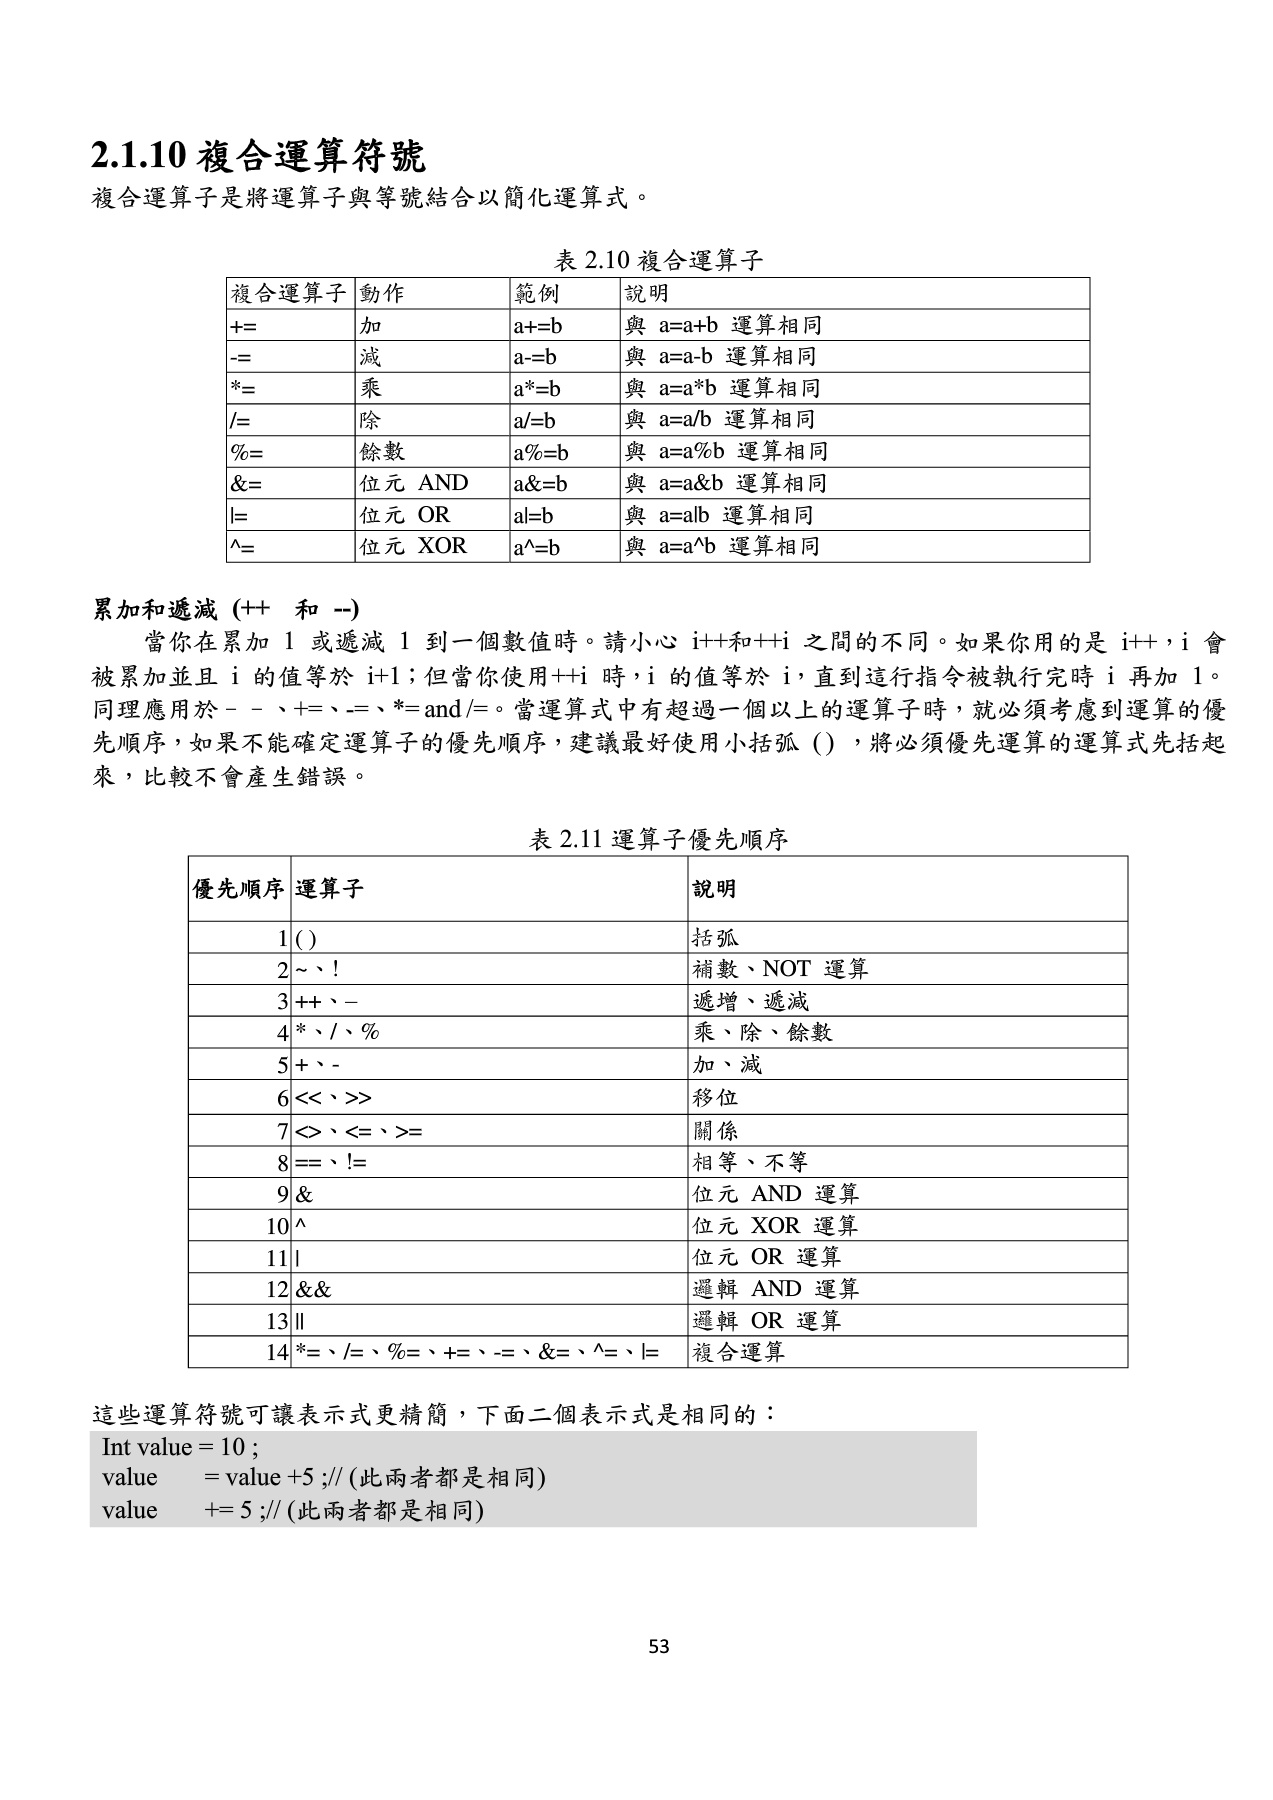 2.1.10 複合運算符號
複合運算子是將運算子與等號結合以簡化運算式。
表 2.10 複合運算子
複合運算子 動作 範例 說明
+= 加 a+=b 與 a=a+b 運算相同
-= 減 a-=b 與 a=a-b 運算相同
*= 乘 a*=b 與 a=a*b 運算相同
/= 除 a/=b 與 a=a/b 運算相同
%= 餘數 a%=b 與 a=a%b 運算相同
&= 位元 AND a&=b 與 a=a&b 運算相同
|= 位元 OR a|=b 與 a=a|b 運算相同
^= 位元 XOR a^=b 與 a=a^b 運算相同
累加和遞減 (++ 和 --)
當你在累加 1 或遞減 1 到一個數值時。請小心 i++和++i 之間的不同。如果你用的是 i++，i 會
被累加並且 i 的值等於 i+1；但當你使用++i 時，i 的值等於 i，直到這行指令被執行完時 i 再加 1。
同理應用於– –、+=、-=、*= and /=。當運算式中有超過一個以上的運算子時，就必須考慮到運算的優
先順序，如果不能確定運算子的優先順序，建議最好使用小括弧 ( ) ，將必須優先運算的運算式先括起
來，比較不會產生錯誤。
表 2.11 運算子優先順序
優先順序 運算子 說明
1 ( ) 括弧
2 ~、! 補數、NOT 運算
3 ++、– 遞增、遞減
4 *、/、% 乘、除、餘數
5 +、- 加、減
6 <<、>> 移位
7 <>、<=、>= 關係
8 ==、!= 相等、不等
9 & 位元 AND 運算
10 ^ 位元 XOR 運算
11 | 位元 OR 運算
12 && 邏輯 AND 運算
13 || 邏輯 OR 運算
14 *=、/=、%=、+=、-=、&=、^=、|= 複合運算
這些運算符號可讓表示式更精簡，下面二個表示式是相同的：
Int value = 10 ;
value = value +5 ;// (此兩者都是相同)
value += 5 ;// (此兩者都是相同)
53